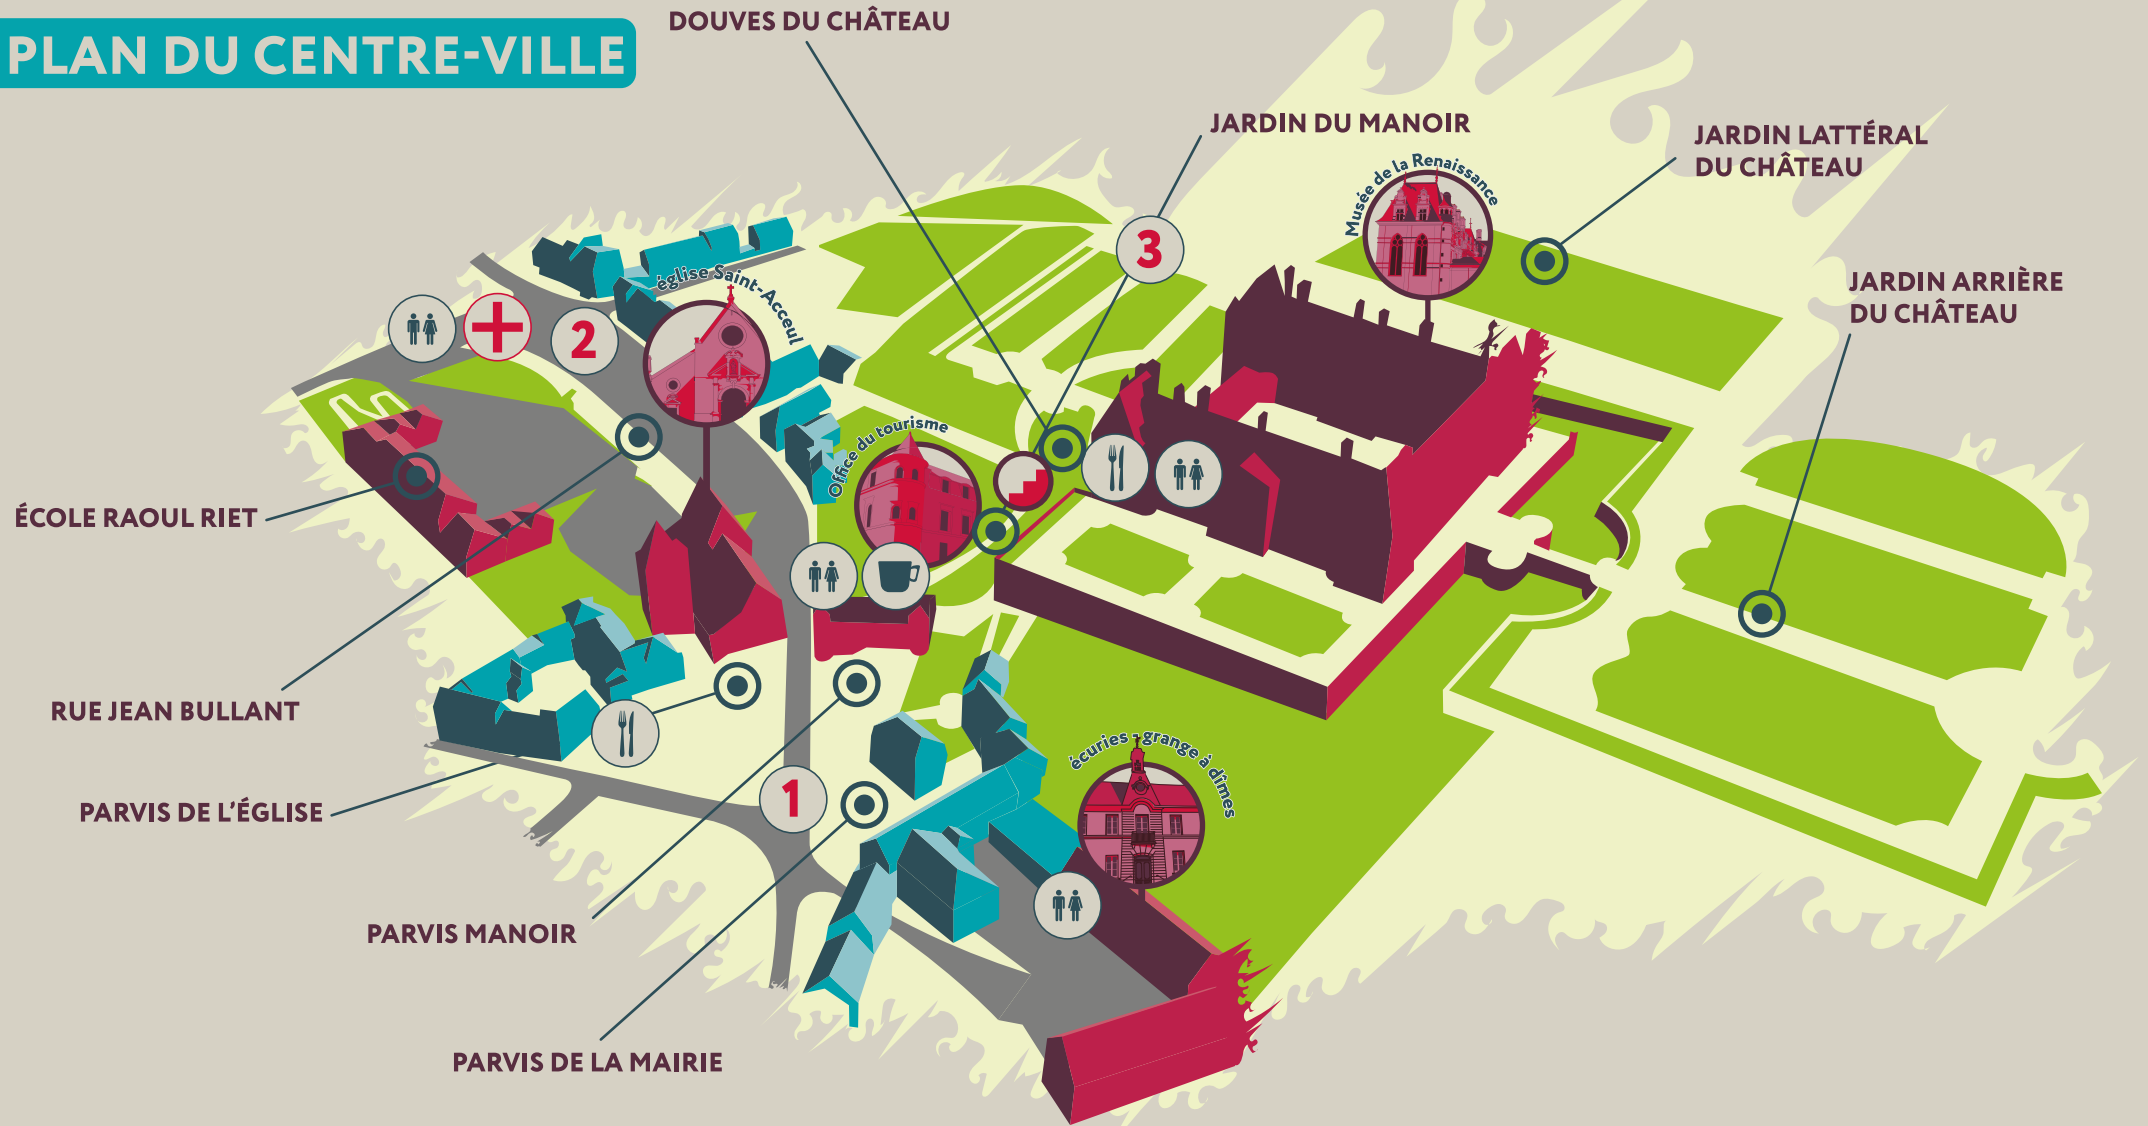 PLAN DU CENTRE-VILLE
DOUVES DU CHÂTEAU
JARDIN DU MANOIR
JARDIN LATTÉRAL
DU CHÂTEAU
Musée de la Renaissance
3
JARDIN ARRIÈRE
DU CHÂTEAU
église Saint-Acceul
2
Office du tourisme
ÉCOLE RAOUL RIET
RUE JEAN BULLANT
écuries - grange à dîmes
1
PARVIS DE L'ÉGLISE
PARVIS MANOIR
PARVIS DE LA MAIRIE